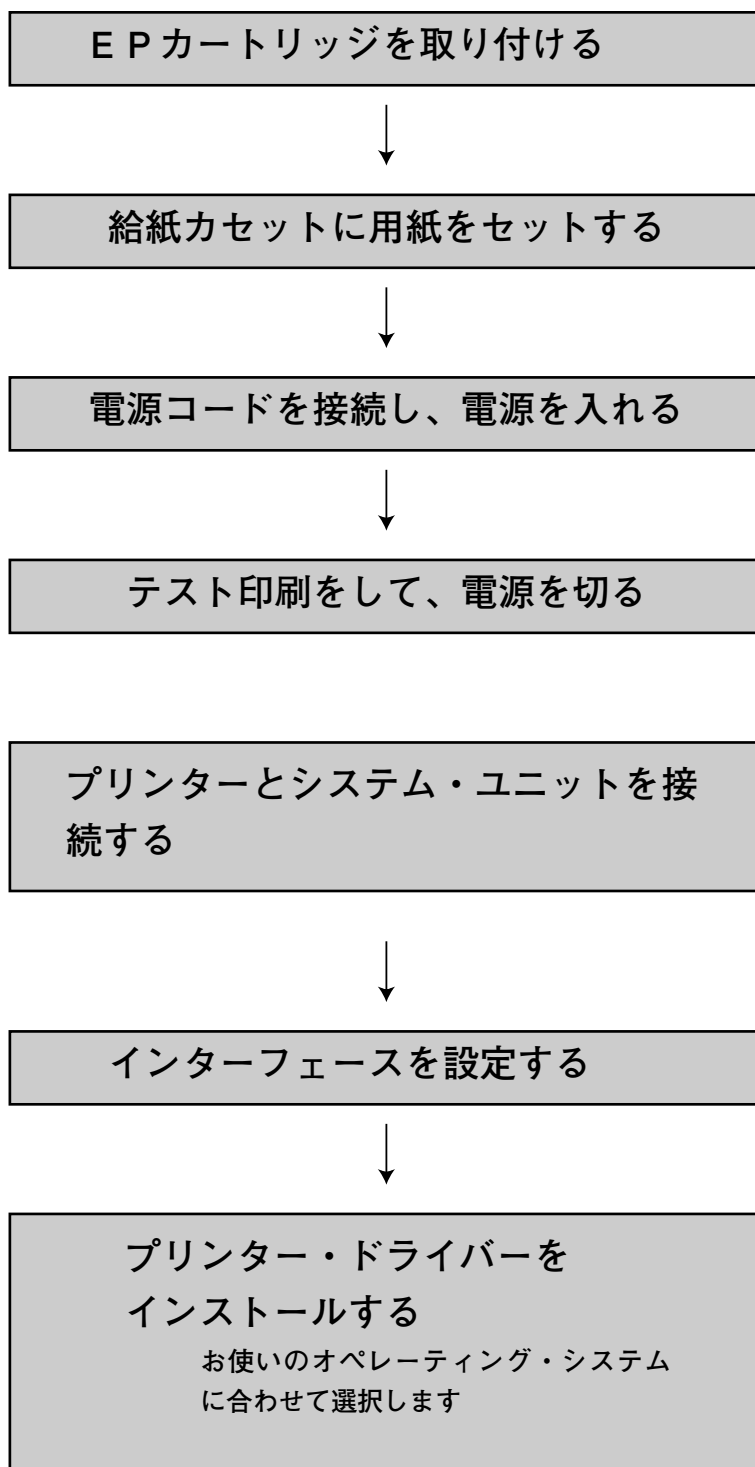 ＥＰカートリッジを取り付ける
給紙カセットに用紙をセットする
電源コードを接続し、電源を入れる
テスト印刷をして、電源を切る
プリンターとシステム・ユニットを接
続する
インターフェースを設定する
プリンター・ドライバーを
インストールする
お使いのオペレーティング・システム
に合わせて選択します